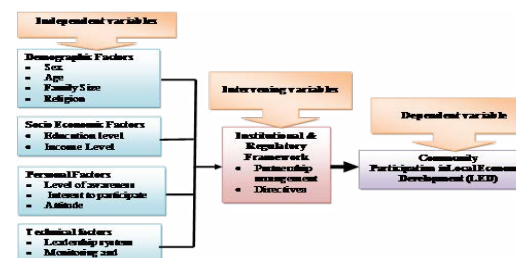 Independent variables
Demographic Factors
Sex
Age
Family Size
Religion
Socio Economic Factors
Education level
Income Level
Personal Factors
Level of awareness
Interest to participate
Attitude
Technical factors
Leadership system
Monitoring and
Intervening variables
Institutional &
Regulatory
Framework
Partnership
management
Directives
Dependent variable
Community
Participation in Local Econom
Development (LED)